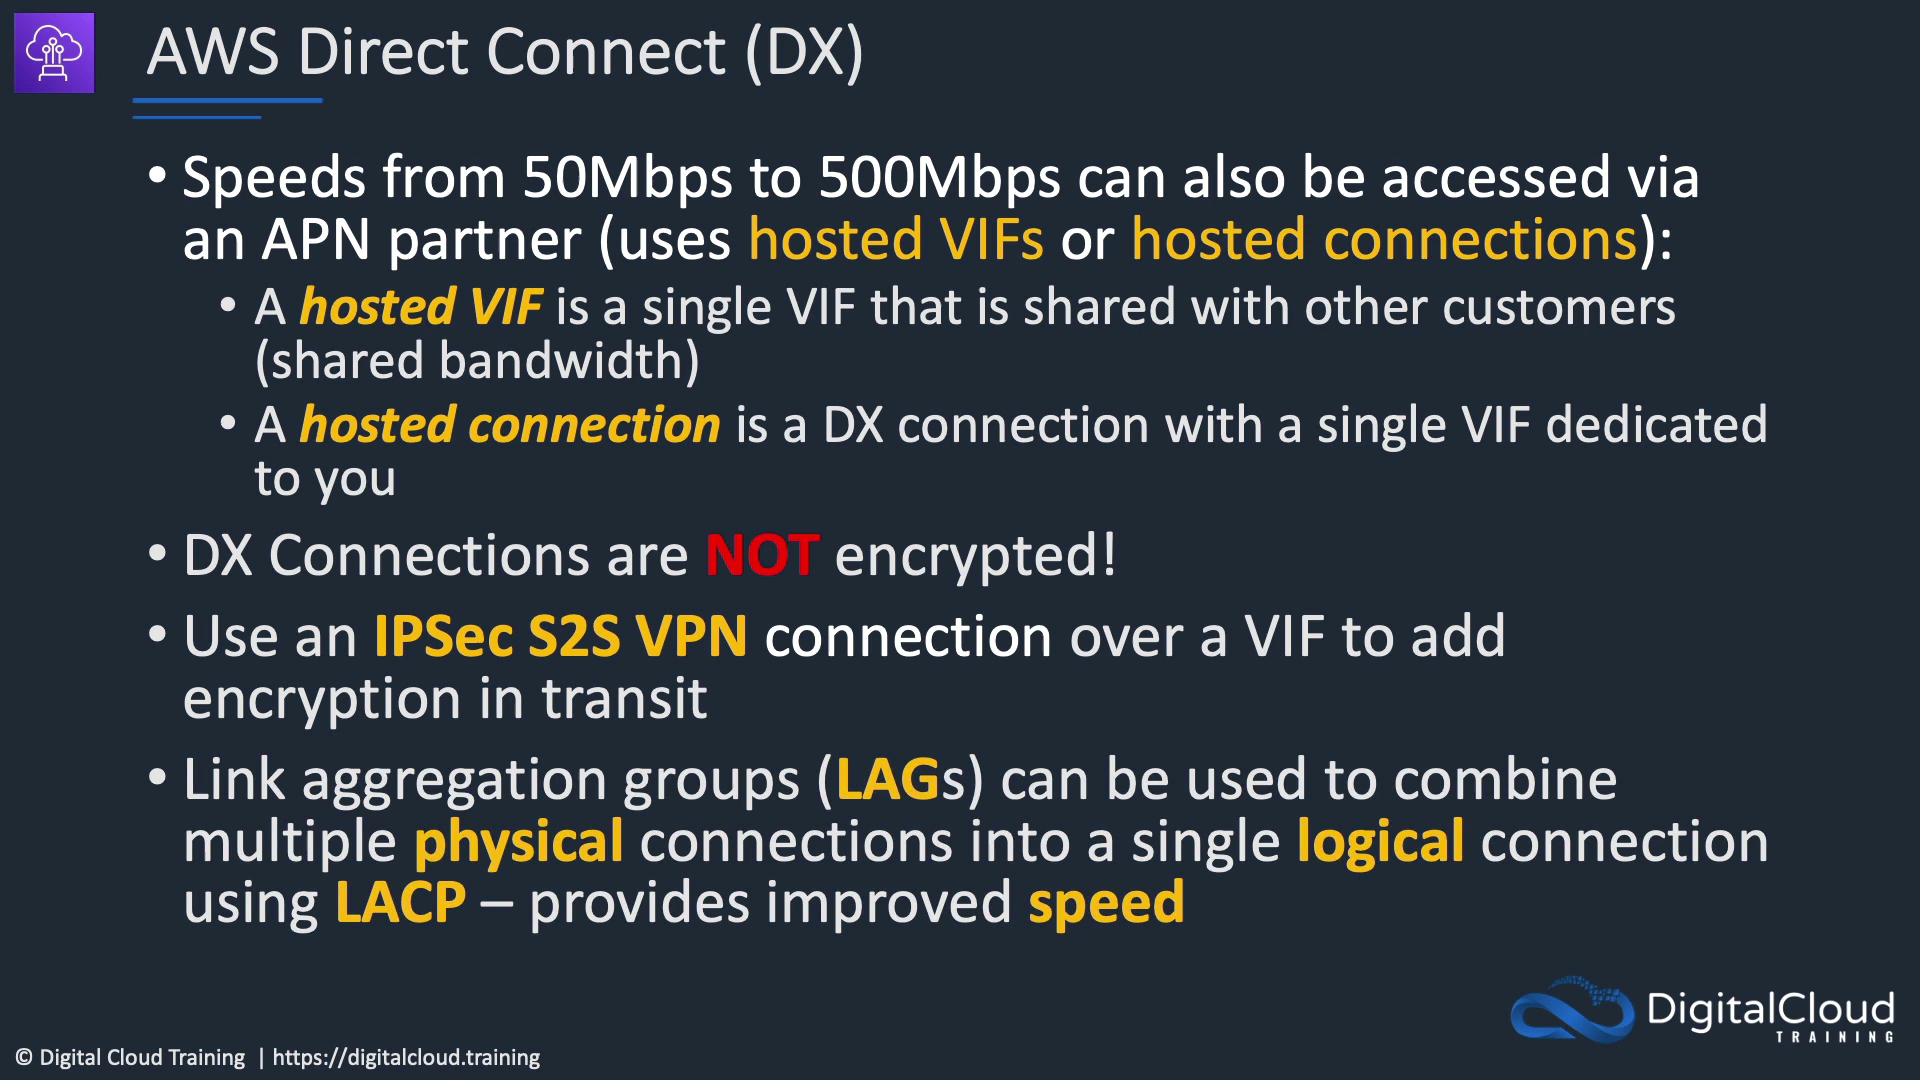 AWS Direct Connect (DX)
• Speeds from 50Mbps to 500Mbps can also be accessed via
an APN partner (uses hosted VIFs or hosted connections):
• A hosted VIF is a single VIF that is shared with other customers
(shared bandwidth)
• A hosted connection is a DX connection with a single VIF dedicated
to you
• DX Connections are NOT encrypted!
• Use an IPSec S2S VPN connection over a VIF to add
encryption in transit
• Link aggregation groups (LAGs) can be used to combine
multiple physical connections into a single logical connection
using LACP – provides improved speed
DigitalCloud
TRAINING
© Digital Cloud Training | https://digitalcloud.training